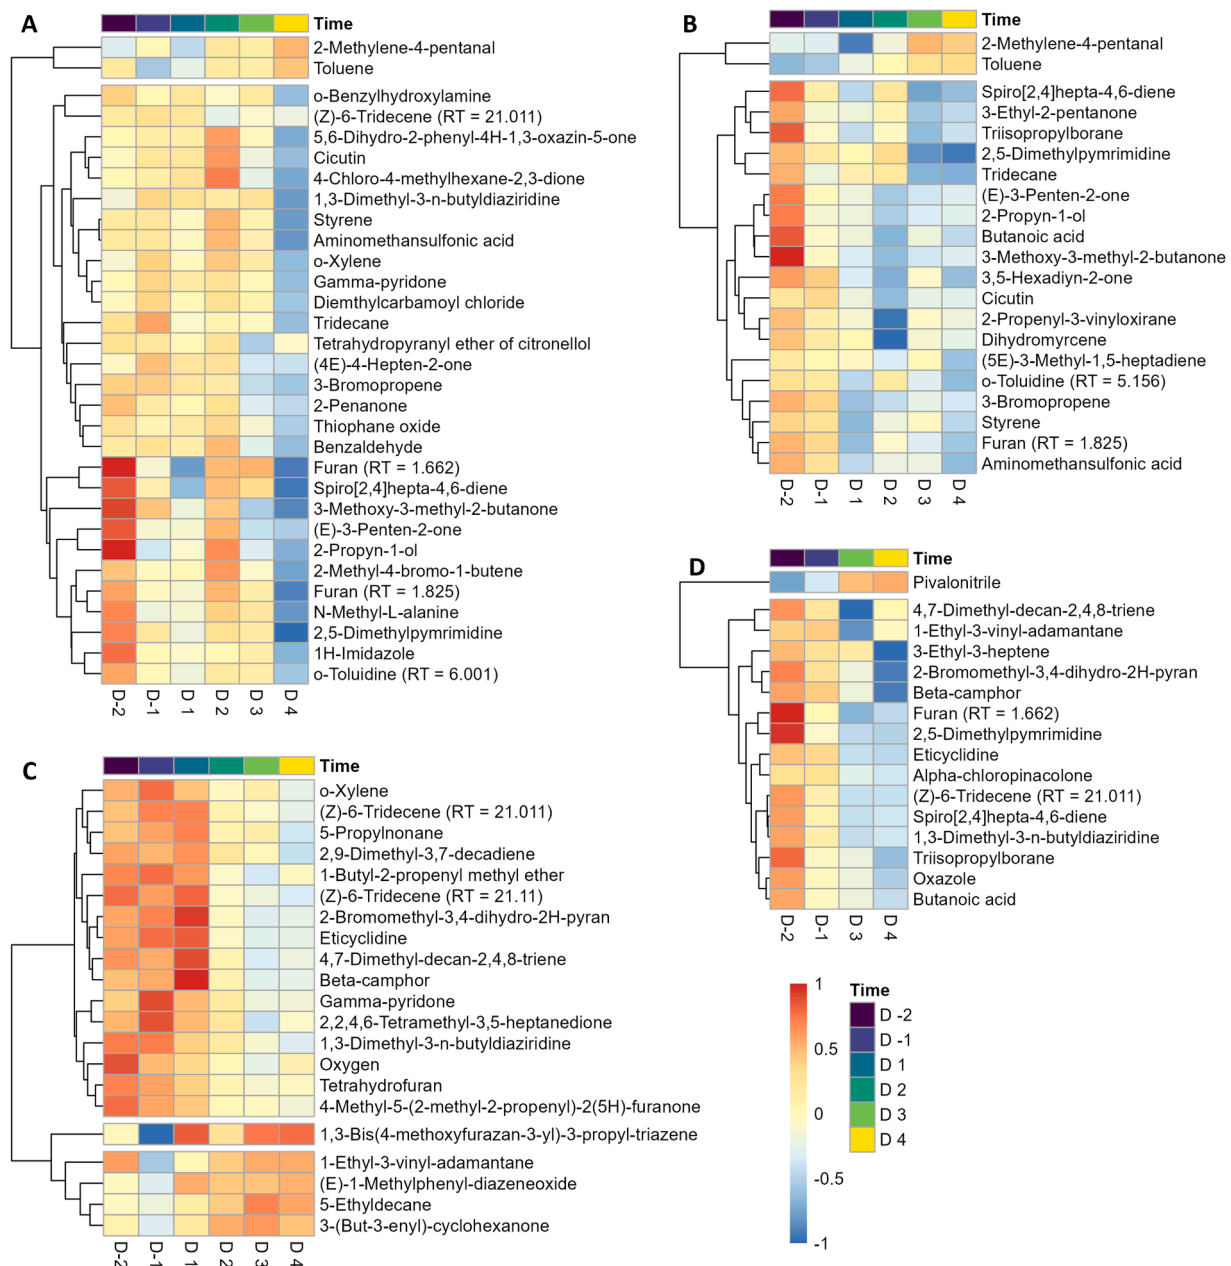 A
Time
2-Methylene-4-pentanal
Toluene
o-Benzylhydroxylamine
(Z)-6-Tridecene (RT = 21.011)
5,6-Dihydro-2-phenyl-4H-1,3-oxazin-5-one
Cicutin
4-Chloro-4-methylhexane-2,3-dione
1,3-Dimethyl-3-n-butyldiaziridine
Styrene
Aminomethansulfonic acid
o-Xylene
Gamma-pyridone
Diemthylcarbamoyl chloride
Tridecane
Tetrahydropyranyl ether of citronellol
(4E)-4-Hepten-2-one
3-Bromopropene
2-Penanone
Thiophane oxide
Benzaldehyde
Furan (RT = 1.662)
Spiro[2,4]hepta-4,6-diene
3-Methoxy-3-methyl-2-butanone
(E)-3-Penten-2-one
2-Propyn-1-ol
2-Methyl-4-bromo-1-butene
Furan (RT = 1.825)
N-Methyl-L-alanine
2,5-Dimethylpymrimidine
1H-Imidazole
o-Toluidine (RT = 6.001)
D-2
D-1
D 1
D 2
D 3
D 4
B
Time
2-Methylene-4-pentanal
Toluene
Spiro[2,4]hepta-4,6-diene
3-Ethyl-2-pentanone
Triisopropylborane
2,5-Dimethylpymrimidine
Tridecane
(E)-3-Penten-2-one
2-Propyn-1-ol
Butanoic acid
3-Methoxy-3-methyl-2-butanone
3,5-Hexadiyn-2-one
Cicutin
2-Propenyl-3-vinyloxirane
Dihydromyrcene
(5E)-3-Methyl-1,5-heptadiene
o-Toluidine (RT = 5.156)
3-Bromopropene
Styrene
Furan (RT = 1.825)
Aminomethansulfonic acid
D-2
D-1
D 1
D 2
D 3
D 4
C
Time
o-Xylene
(Z)-6-Tridecene (RT = 21.011)
5-Propylnonane
2,9-Dimethyl-3,7-decadiene
1-Butyl-2-propenyl methyl ether
(Z)-6-Tridecene (RT = 21.11)
2-Bromomethyl-3,4-dihydro-2H-pyran
Eticyclidine
4,7-Dimethyl-decan-2,4,8-triene
Beta-camphor
Gamma-pyridone
2,2,4,6-Tetramethyl-3,5-heptanedione
1,3-Dimethyl-3-n-butyldiaziridine
Oxygen
Tetrahydrofuran
4-Methyl-5-(2-methyl-2-propenyl)-2(5H)-furanone
1,3-Bis(4-methoxyfurazan-3-yl)-3-propyl-triazene
1-Ethyl-3-vinyl-adamantane
(E)-1-Methylphenyl-diazeneoxide
5-Ethyldecane
3-(But-3-enyl)-cyclohexanone
D-2
D-1
D 1
D 2
D 3
D 4
D
Time
Pivalonitrile
4,7-Dimethyl-decan-2,4,8-triene
1-Ethyl-3-vinyl-adamantane
3-Ethyl-3-heptene
2-Bromomethyl-3,4-dihydro-2H-pyran
Beta-camphor
Furan (RT = 1.662)
2,5-Dimethylpymrimidine
Eticyclidine
Alpha-chloropinacolone
(Z)-6-Tridecene (RT = 21.011)
Spiro[2,4]hepta-4,6-diene
1,3-Dimethyl-3-n-butyldiaziridine
Triisopropylborane
Oxazole
Butanoic acid
D-2
D-1
D 3
D 4
1
0.5
0
-0.5
-1
Time
D -2
D -1
D 1
D 2
D 3
D 4